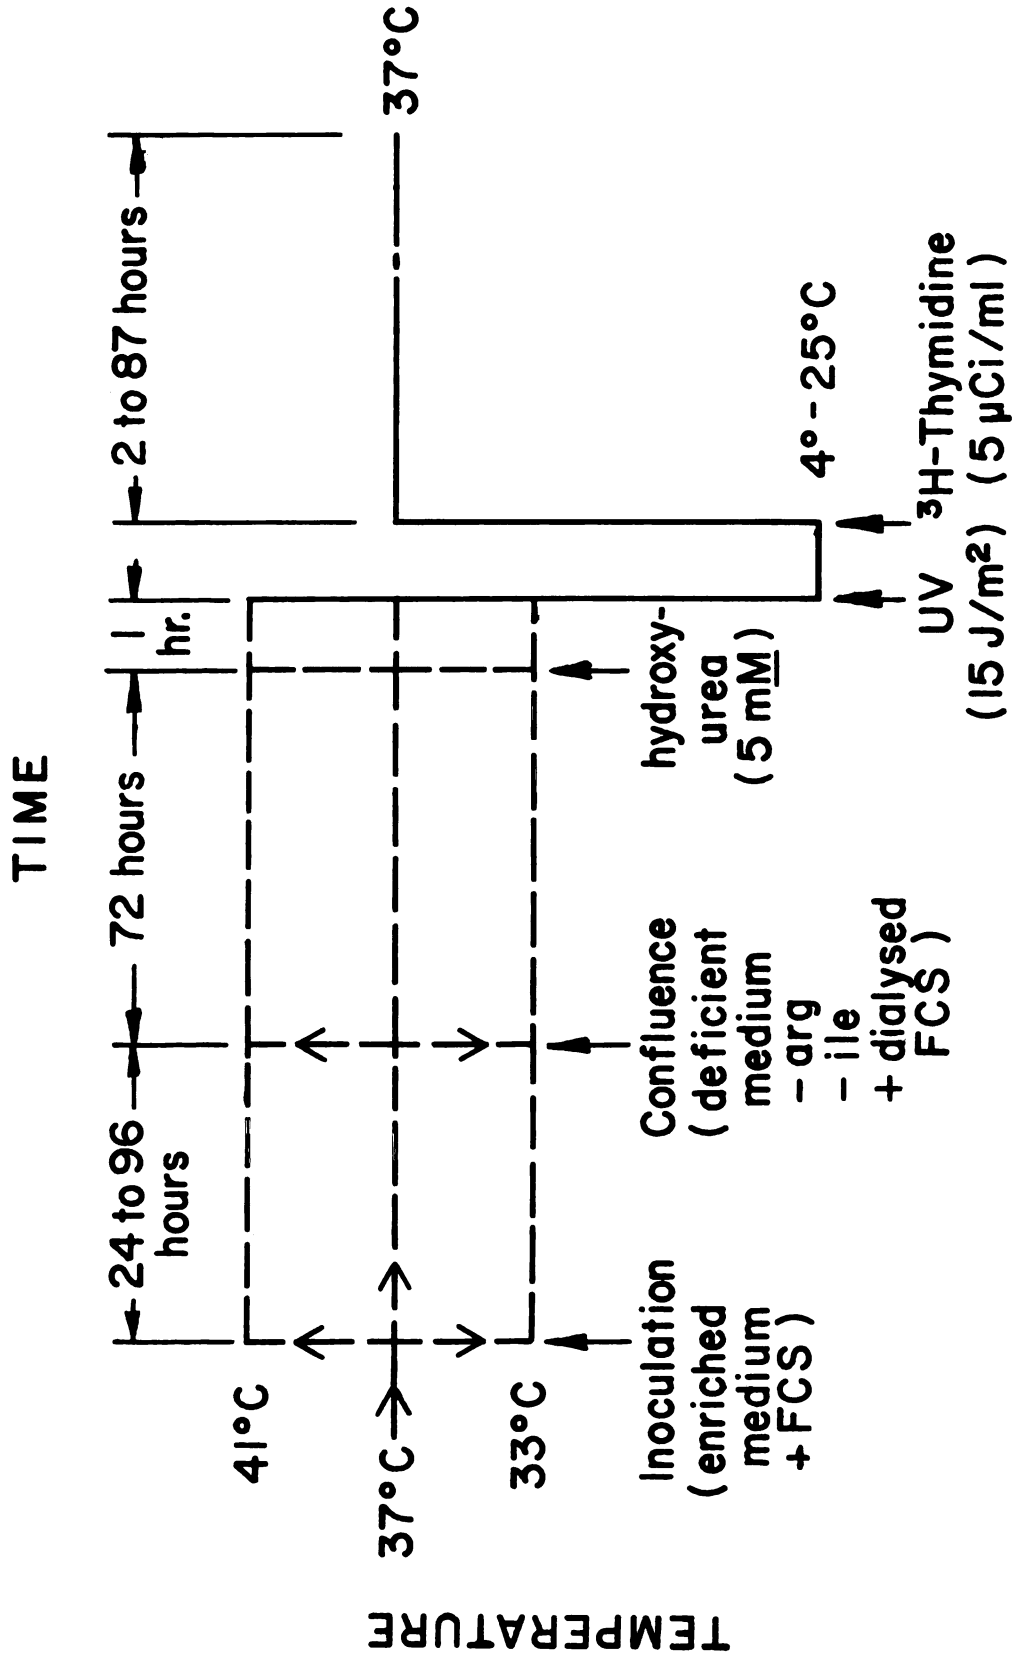 TIME
24 to 96
hours
72 hours
1
hr.
2 to 87 hours
41°C
37°C
33°C
37°C
4°-25°C
TEMPERATURE
Inoculation
(enriched
medium
+FCS)
Confluence
(deficient
medium
- arg
- ile
+ dialysed
FCS)
hydroxy-
urea
(5 mM)
UV
(15 J/m²)
³H-Thymidine
(5 µCi/ml)